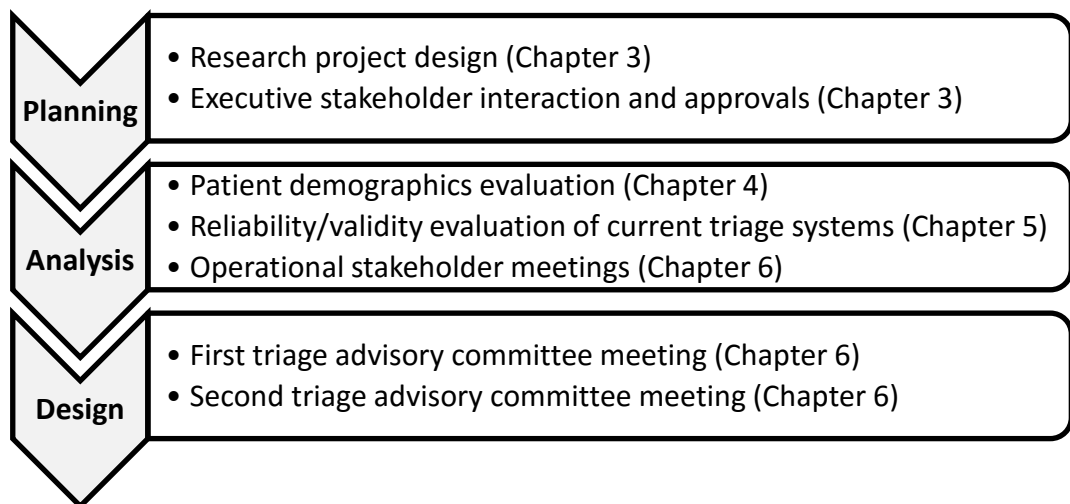 Planning
• Research project design (Chapter 3)
• Executive stakeholder interaction and approvals (Chapter 3)
Analysis
• Patient demographics evaluation (Chapter 4)
• Reliability/validity evaluation of current triage systems (Chapter 5)
• Operational stakeholder meetings (Chapter 6)
Design
• First triage advisory committee meeting (Chapter 6)
• Second triage advisory committee meeting (Chapter 6)